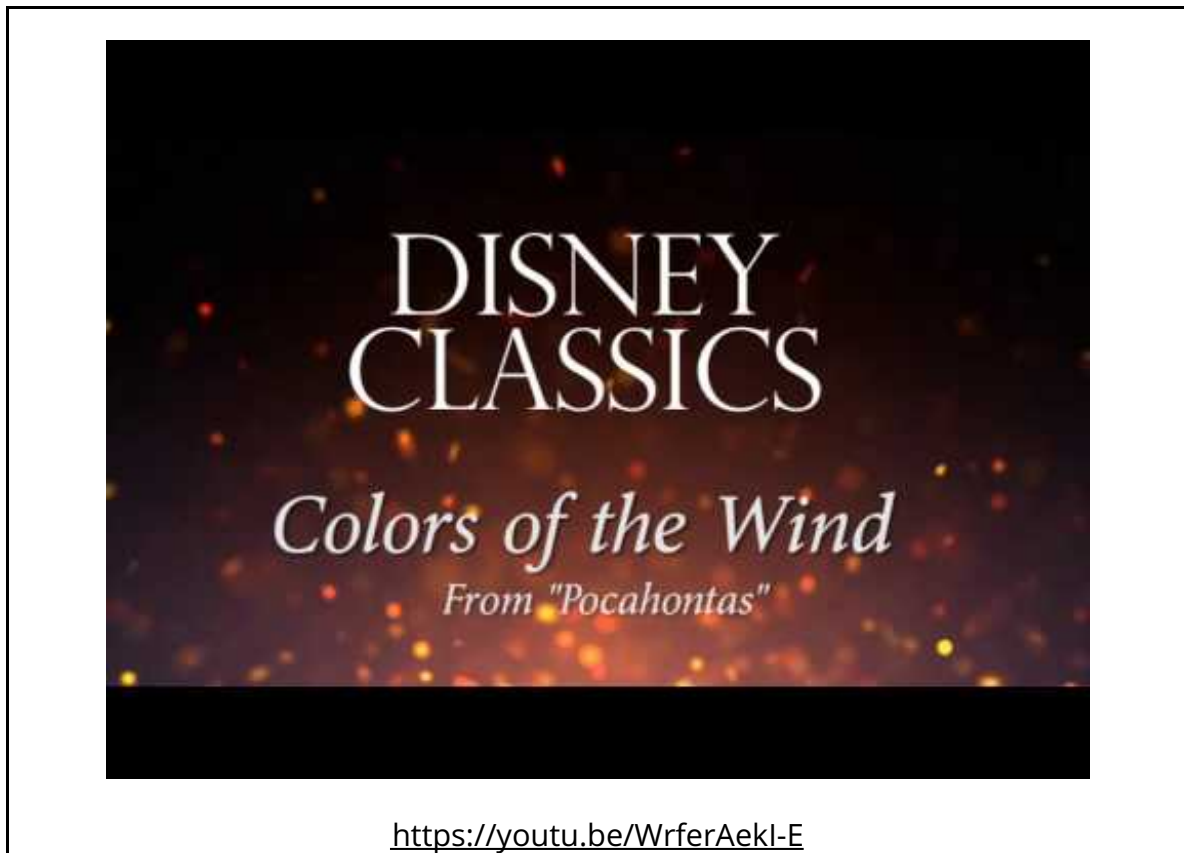 DISNEY
CLASSICS
Colors of the Wind
From "Pocahontas"
https://youtu.be/WrferAekI-E